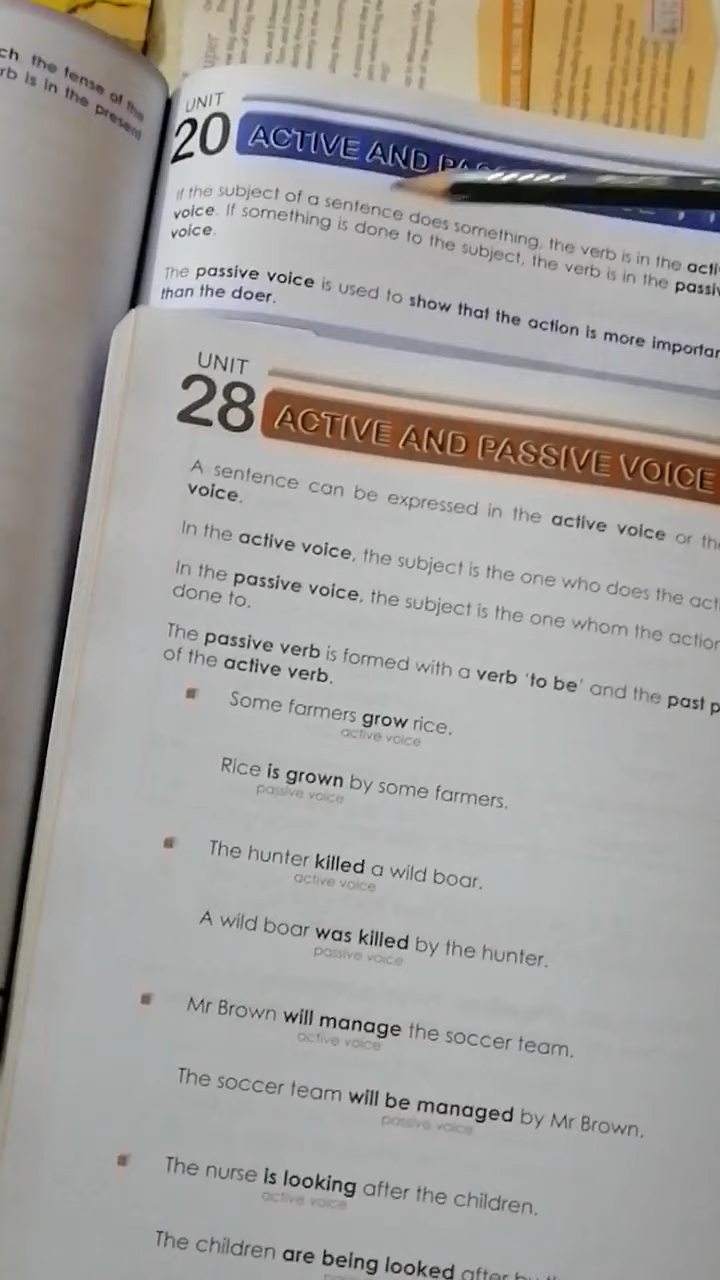 ch the tense of the
rb is in the present
UNIT
20 ACTIVE AND
If the subject of a sentence does something, the verb is in the
voice. If something is done to the subject, the verb is in the
voice.
The passive voice is used to show that the action is more
than the doer.
UNIT
28 ACTIVE AND PASSIVE VOICE
A sentence can be expressed in the active voice or the
voice.
In the active voice, the subject is the one who does the
In the passive voice, the subject is the one whom the
done to.
The passive verb is formed with a verb 'to be' and the past
of the active verb.
Some farmers grow rice.
active voice
Rice is grown by some farmers.
passive voice
The hunter killed a wild boar.
active voice
A wild boar was killed by the hunter.
passive voice
Mr Brown will manage the soccer team.
active voice
The soccer team will be managed by Mr Brown.
passive voice
The nurse is looking after the children.
active voice
The children are being looked after